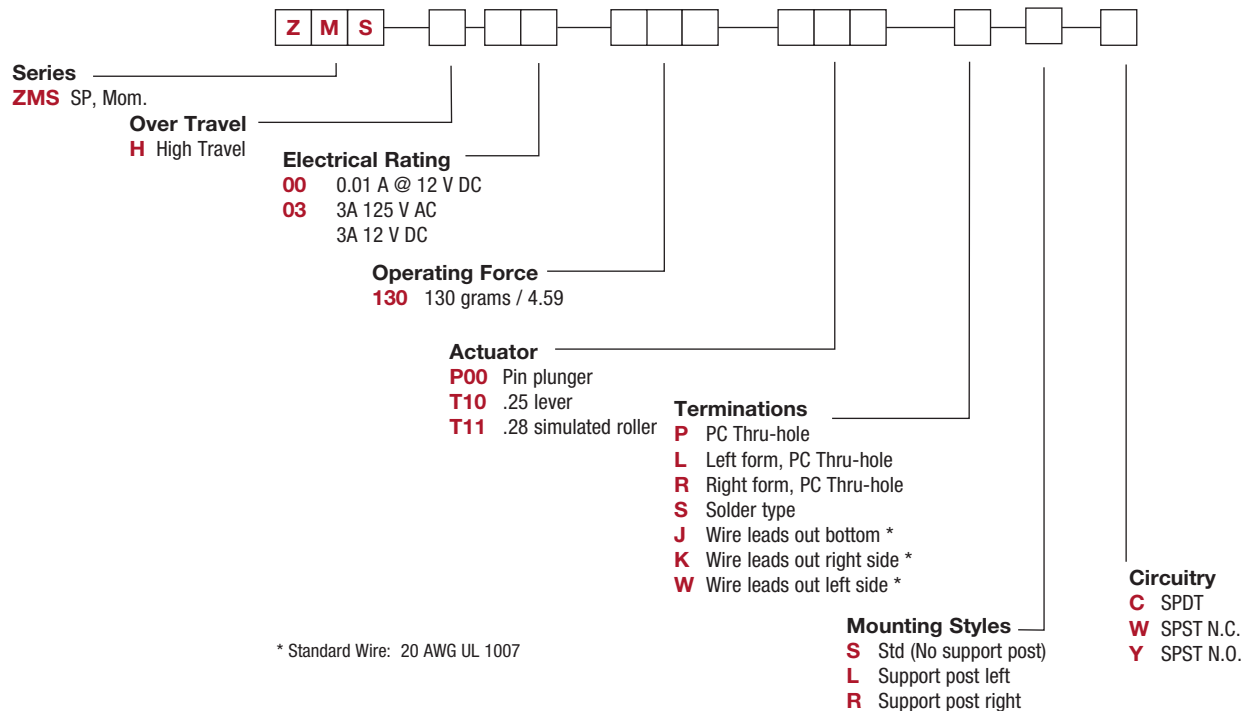 Z M S
Series
ZMS SP, Mom.
Over Travel
H High Travel
Electrical Rating
00 0.01 A @ 12 V DC
03 3A 125 V AC
3A 12 V DC
Operating Force
130 130 grams / 4.59
Actuator
P00 Pin plunger
T10 .25 lever
T11 .28 simulated roller
Terminations
P PC Thru-hole
L Left form, PC Thru-hole
R Right form, PC Thru-hole
S Solder type
J Wire leads out bottom *
K Wire leads out right side *
W Wire leads out left side *
Mounting Styles
S Std (No support post)
L Support post left
R Support post right
Circuitry
C SPDT
W SPST N.C.
Y SPST N.O.
* Standard Wire: 20 AWG UL 1007